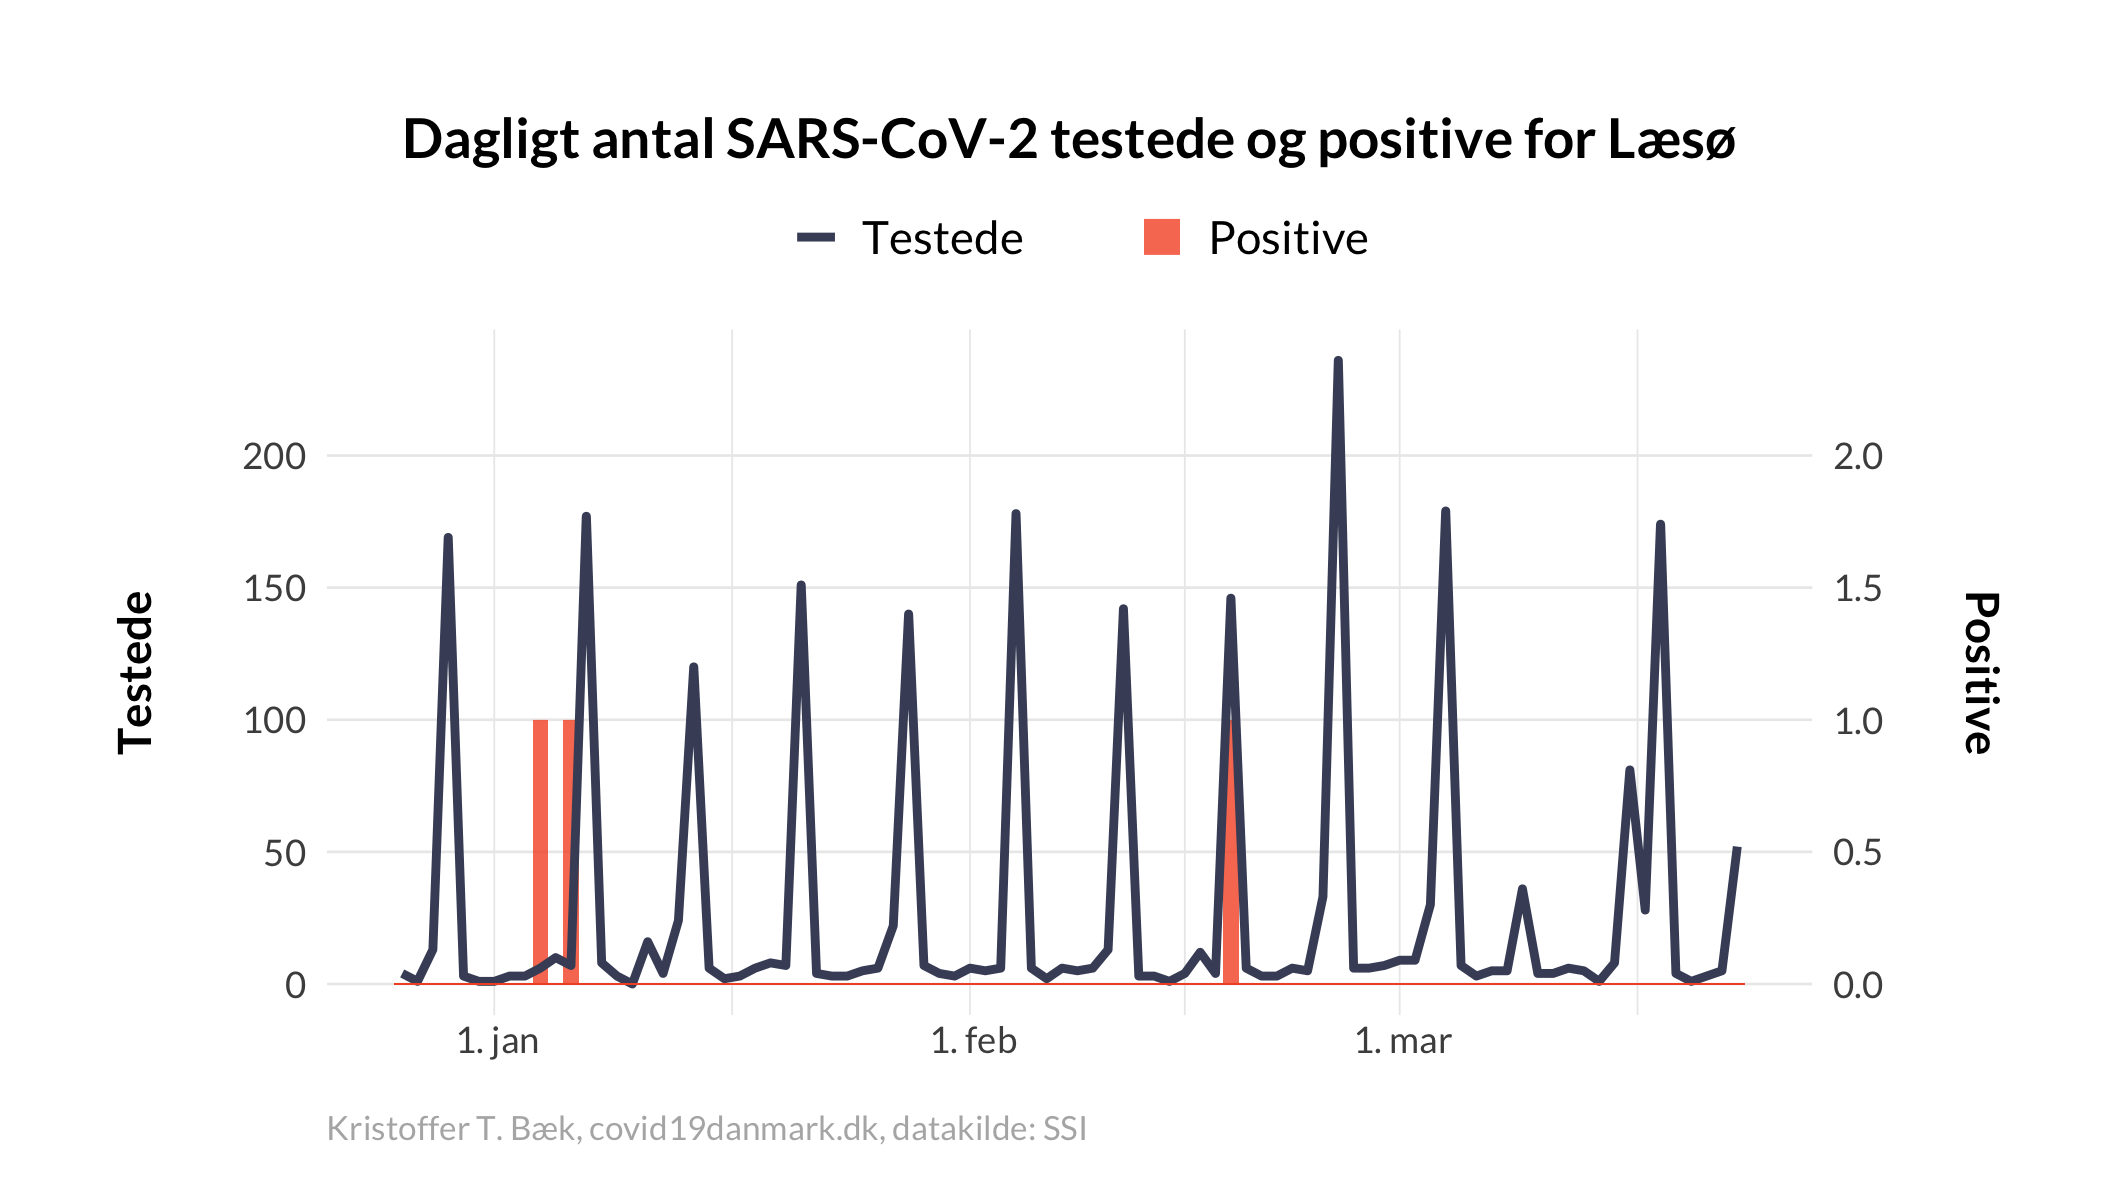 Dagligt antal SARS-CoV-2 testede og positive for Læsø
Testede
Positive
Testede
200
150
100
50
0
2.0
1.5
1.0
0.5
0.0
Positive
1. jan
1. feb
1. mar
Kristoffer T. Bæk, covid19danmark.dk, datakilde: SSI